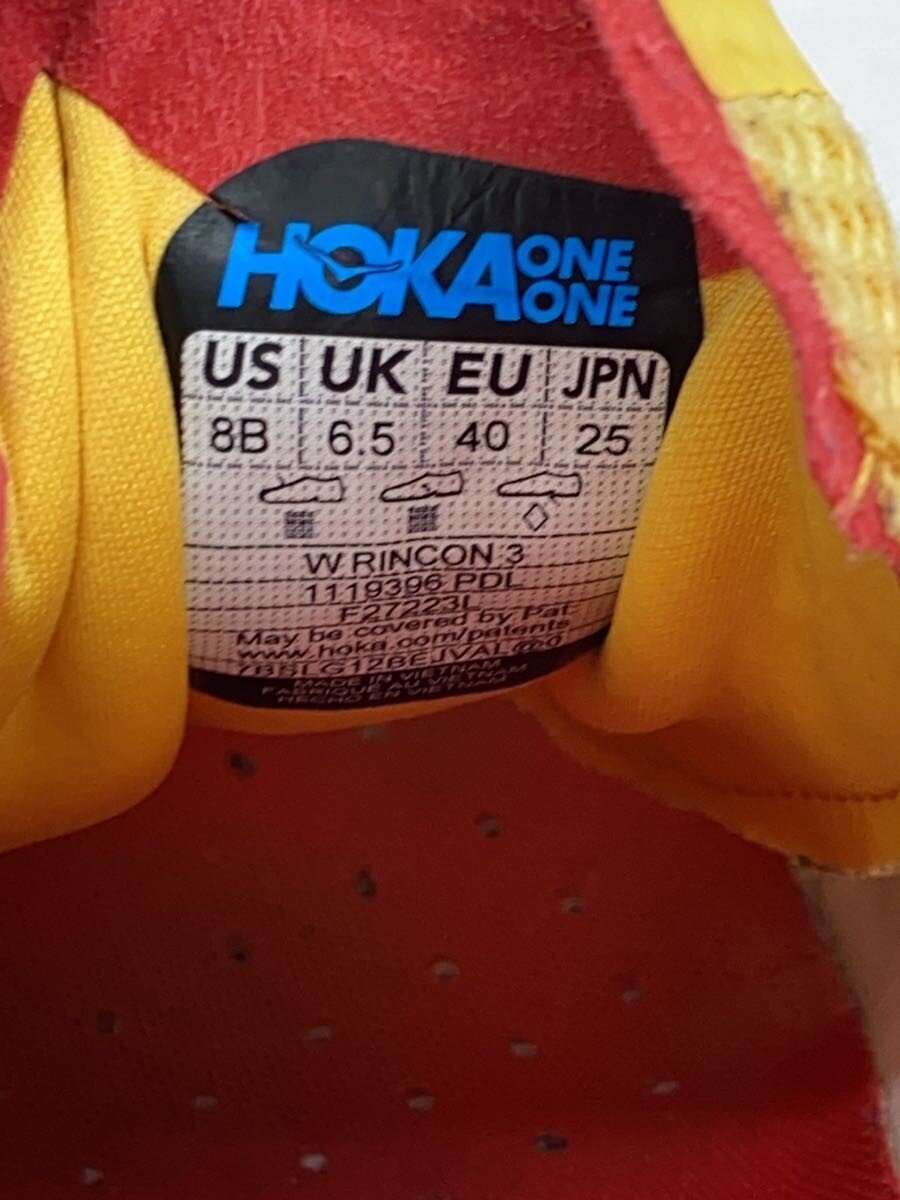 HOKA ONE ONE
US UK EU JPN
8B 6.5 40 25
W RINCON 3
1119396 PDL
F27223L
May be covered by Pat:
www.hoka.com/patents
MADE IN VIETNAM
FABRIQUÉ AU VIETNAM
HECHO EN VIETNAM